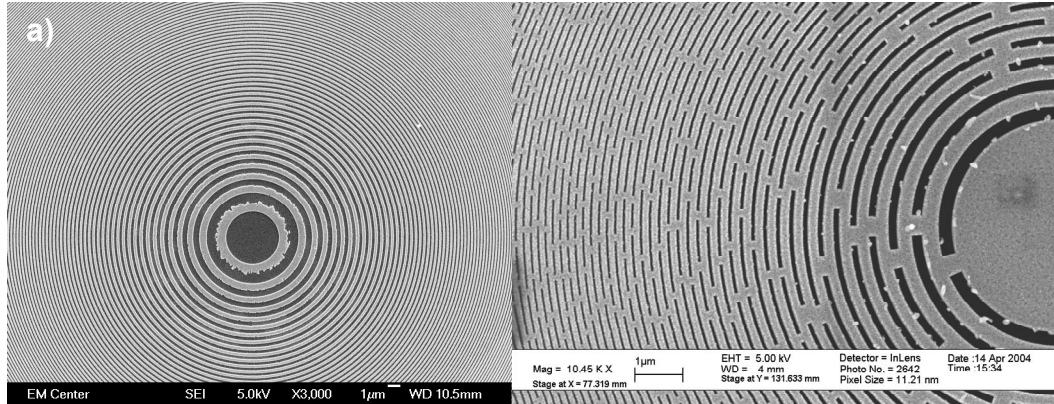 a)
EM Center SEI 5.0kV X3,000 1µm WD 10.5mm
Mag = 10.45 K X 1µm EHT = 5.00 kV Detector = InLens Date :14 Apr 2004
WD = 4 mm Photo No. = 2642 Time :15:34
Stage at X = 77.319 mm Stage at Y = 131.633 mm Pixel Size = 11.21 nm